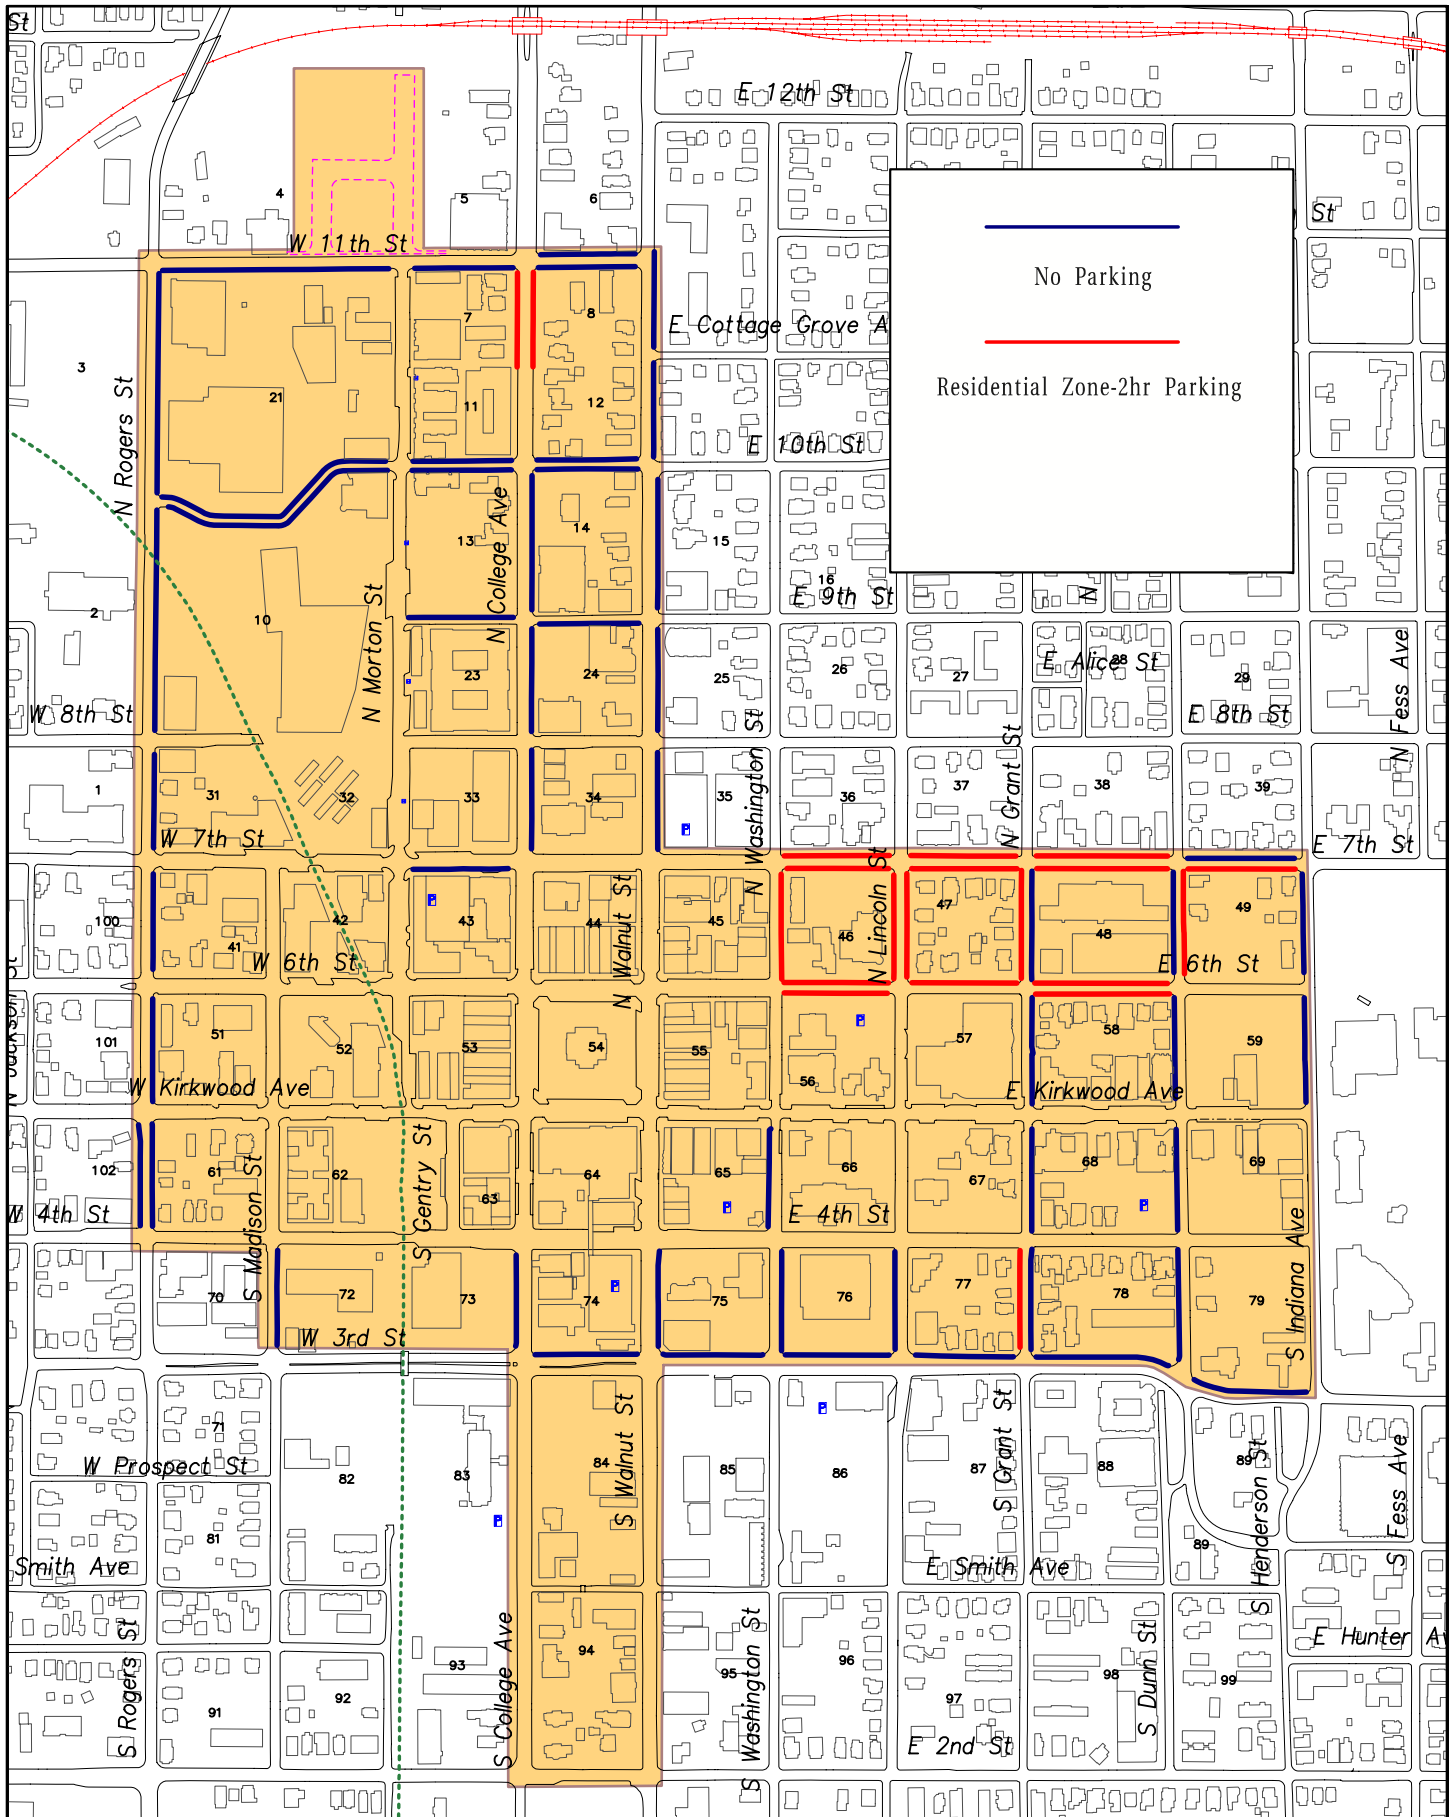 St
E 12th St
4
5
6
St
W 11th St
7
8
No Parking
E Cottage Grove A
3
N Rogers St
21
11
12
Residential Zone-2hr Parking
E 10th St
N College Ave
13
14
15
16
E 9th St
N
2
10
N Morton St
23
24
25
26
27
E Alice St
28
29
N Fess Ave
W 8th St
E 8th St
N Washington St
N Grant St
1
31
32
33
34
35
36
37
38
39
P
W 7th St
E 7th St
100
41
42
43
P
44
N Walnut St
45
46
N Lincoln St
47
48
49
W 6th St
E 6th St
St
N Jackson
101
51
52
53
54
55
56
P
57
58
59
W Kirkwood Ave
E Kirkwood Ave
102
61
S Madison St
62
S Gentry St
63
64
65
P
66
67
68
P
69
W 4th St
E 4th St
S Indiana Ave
70
72
73
74
P
75
76
77
78
79
W 3rd St
71
S Walnut St
P
S Grant St
W Prospect St
82
83
P
84
85
86
87
88
89
S Henderson St
S Fess Ave
81
89
Smith Ave
E Smith Ave
S Rogers St
S College Ave
S Washington St
S Dunn St
E Hunter Av
91
92
93
94
95
96
97
98
99
E 2nd St